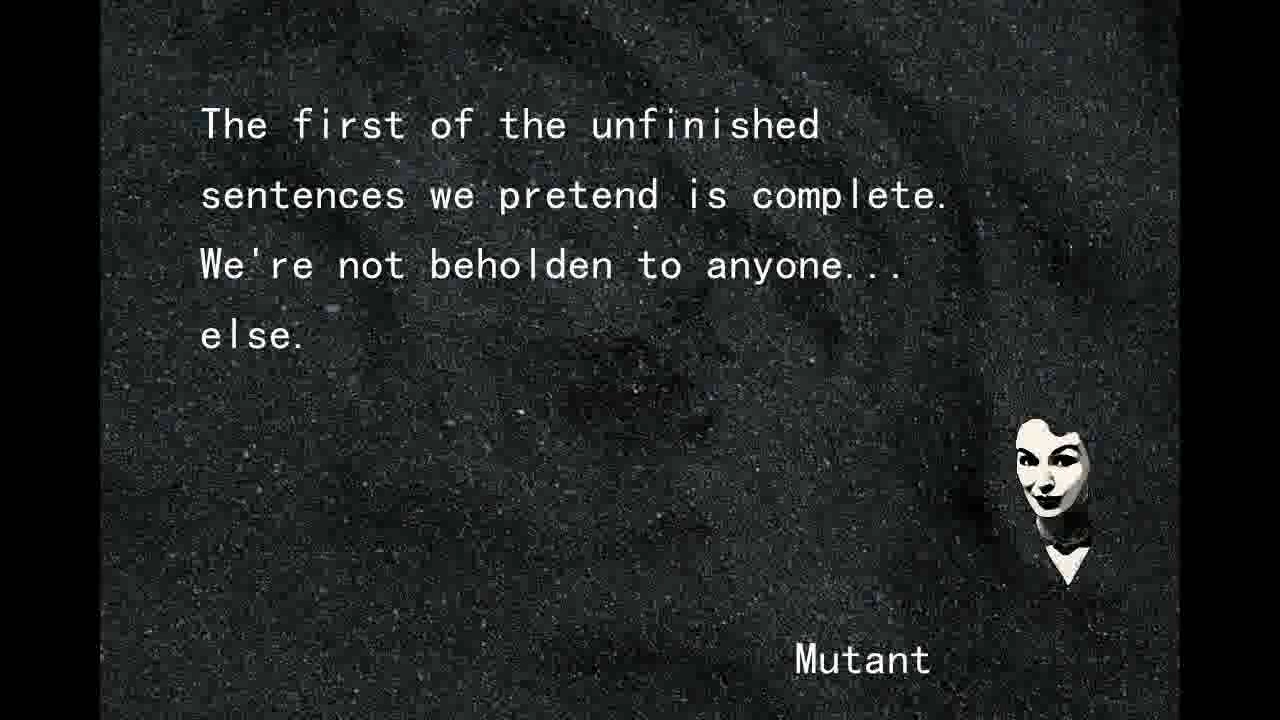 The first of the unfinished
sentences we pretend is complete.
We're not beholden to anyone...
else.
Mutant